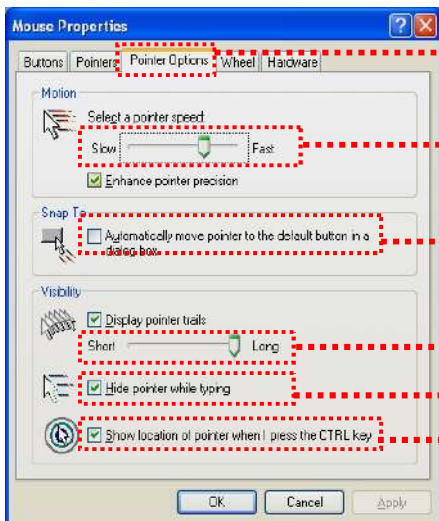 Mouse Properties
Buttons Pointers Pointer Options Wheel Hardware
Motion
Select a pointer speed:
Slow Fast
Enhance pointer precision
Snap To
Automatically move pointer to the default button in a
dialog box
Visibility
Display pointer trails
Short Long
Hide pointer while typing
Show location of pointer when I press the CTRL key
OK Cancel Apply